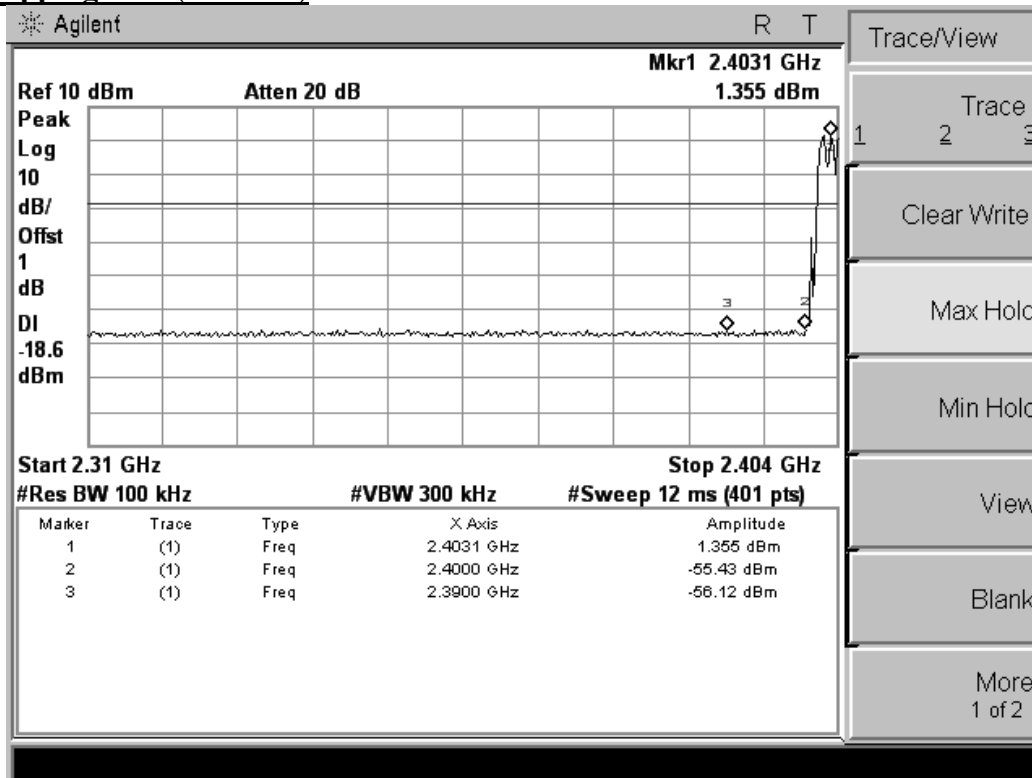 Agilent R T
Trace/View
Mkr1 2.4031 GHz
Ref 10 dBm Atten 20 dB 1.355 dBm
Peak
Log
10
dB/
Offst
1
dB
DI
-18.6
dBm
3 2
Start 2.31 GHz Stop 2.404 GHz
#Res BW 100 kHz #VBW 300 kHz #Sweep 12 ms (401 pts)
Marker Trace Type X Axis Amplitude
1 (1) Freq 2.4031 GHz 1.355 dBm
2 (1) Freq 2.4000 GHz -55.43 dBm
3 (1) Freq 2.3900 GHz -56.12 dBm
Trace
1 2 3
Clear Write
Max Hold
Min Hold
View
Blank
More
1 of 2